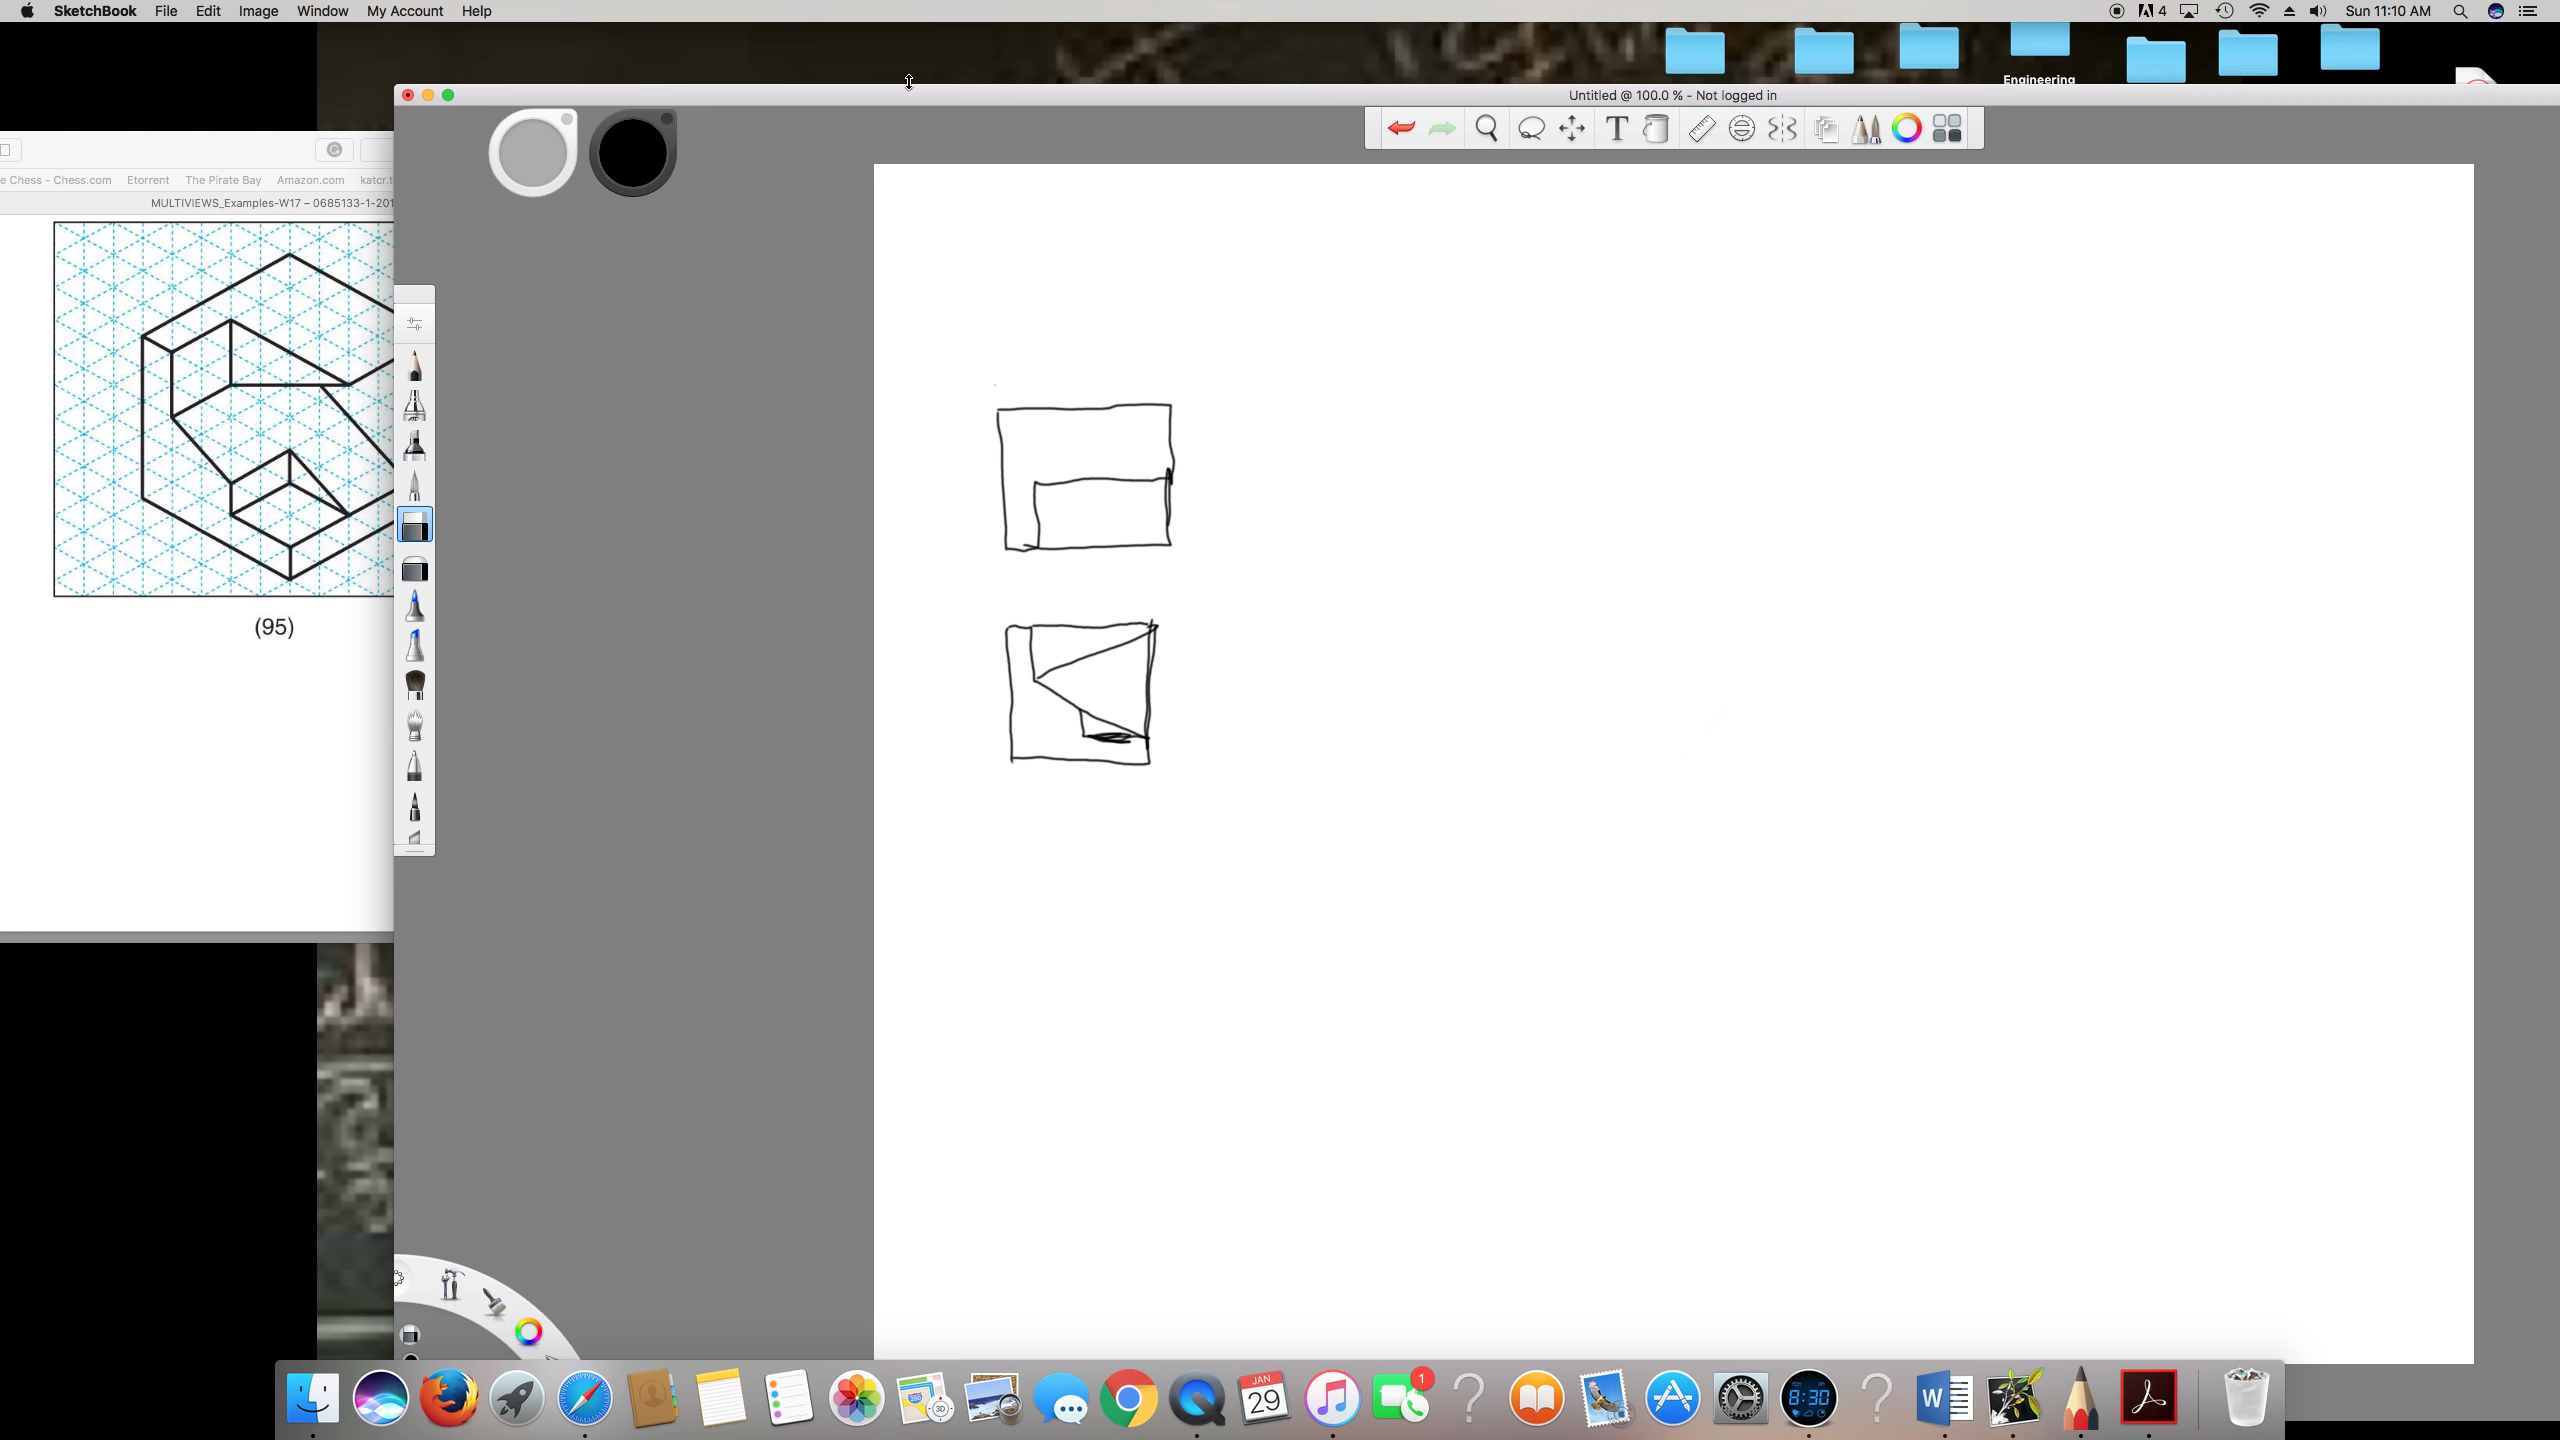 SketchBook File Edit Image Window My Account Help 4 Sun 11:10 AM
Engineering
Untitled @ 100.0 % - Not logged in
T
e Chess - Chess.com Etorrent The Pirate Bay Amazon.com katcr.t
MULTIVIEWS_Examples-W17 – 0685133-1-201
(95)
3D
JAN
29
1
?
8:30
?
W